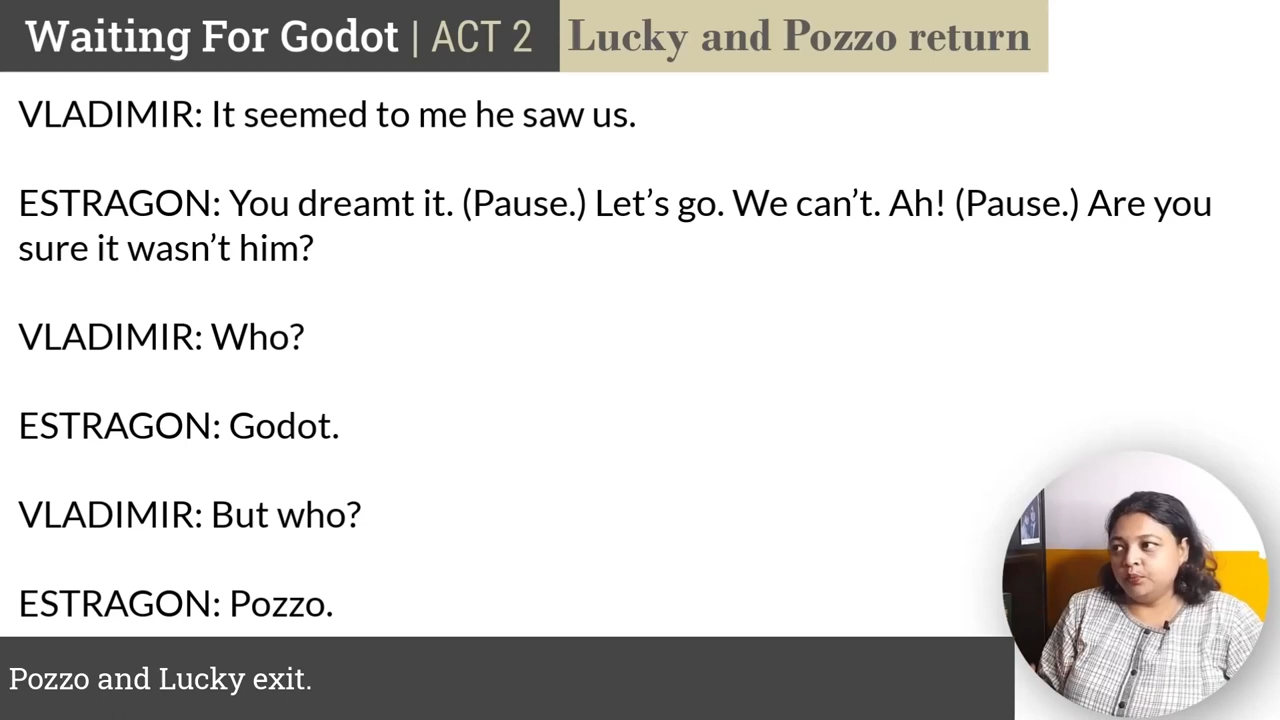 Waiting For Godot | ACT 2 Lucky and Pozzo return
VLADIMIR: It seemed to me he saw us.
ESTRAGON: You dreamt it. (Pause.) Let’s go. We can’t. Ah! (Pause.) Are you
sure it wasn’t him?
VLADIMIR: Who?
ESTRAGON: Godot.
VLADIMIR: But who?
ESTRAGON: Pozzo.
Pozzo and Lucky exit.